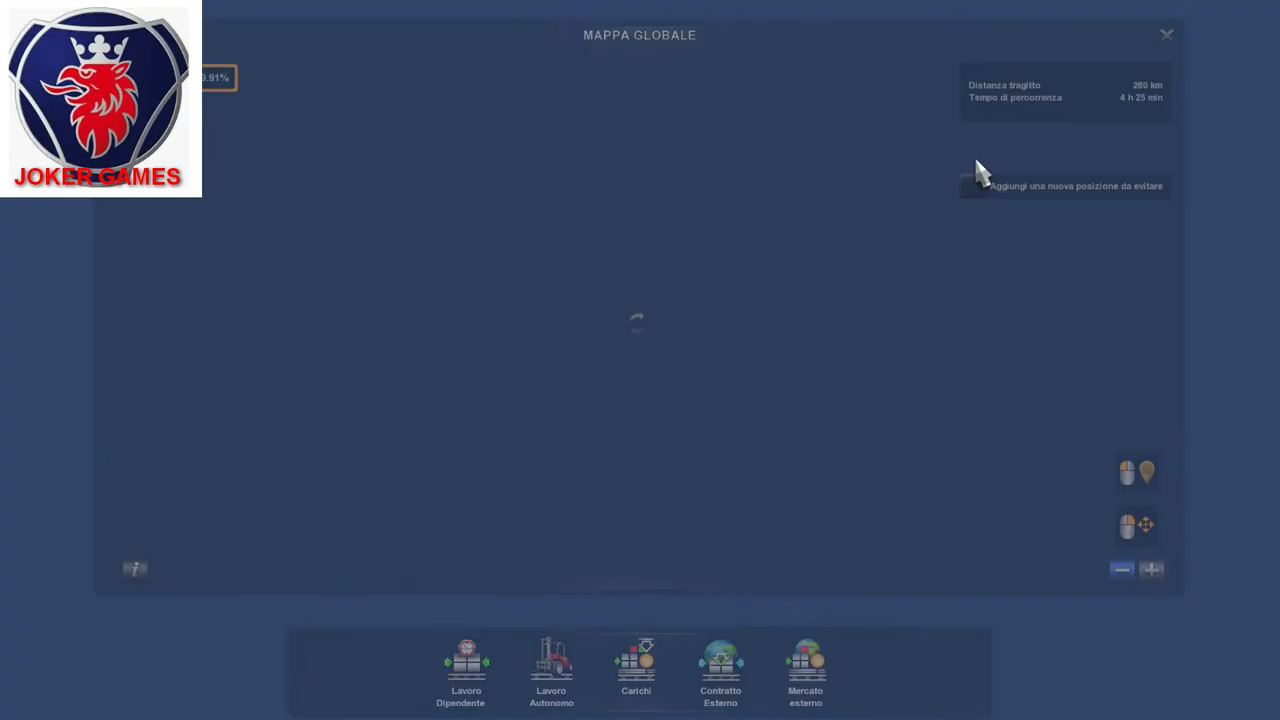 MAPPA GLOBALE
9.91%
Distanza tragitto 280 km
Tempo di percorrenza 4 h 25 min
JOKER GAMES
Aggiungi una nuova posizione da evitare
i
Lavoro Dipendente
Lavoro Autonomo
Carichi
Contratto Esterno
Mercato esterno